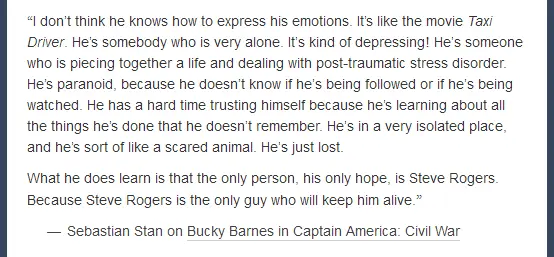 “I don’t think he knows how to express his emotions. It’s like the movie Taxi
Driver. He’s somebody who is very alone. It’s kind of depressing! He’s someone
who is piecing together a life and dealing with post-traumatic stress disorder.
He’s paranoid, because he doesn’t know if he’s being followed or if he’s being
watched. He has a hard time trusting himself because he’s learning about all
the things he’s done that he doesn’t remember. He’s in a very isolated place,
and he’s sort of like a scared animal. He’s just lost.
What he does learn is that the only person, his only hope, is Steve Rogers.
Because Steve Rogers is the only guy who will keep him alive.”
— Sebastian Stan on Bucky Barnes in Captain America: Civil War